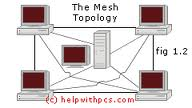 The Mesh
Topology
fig 1.2
(c) helpwithpcs.com